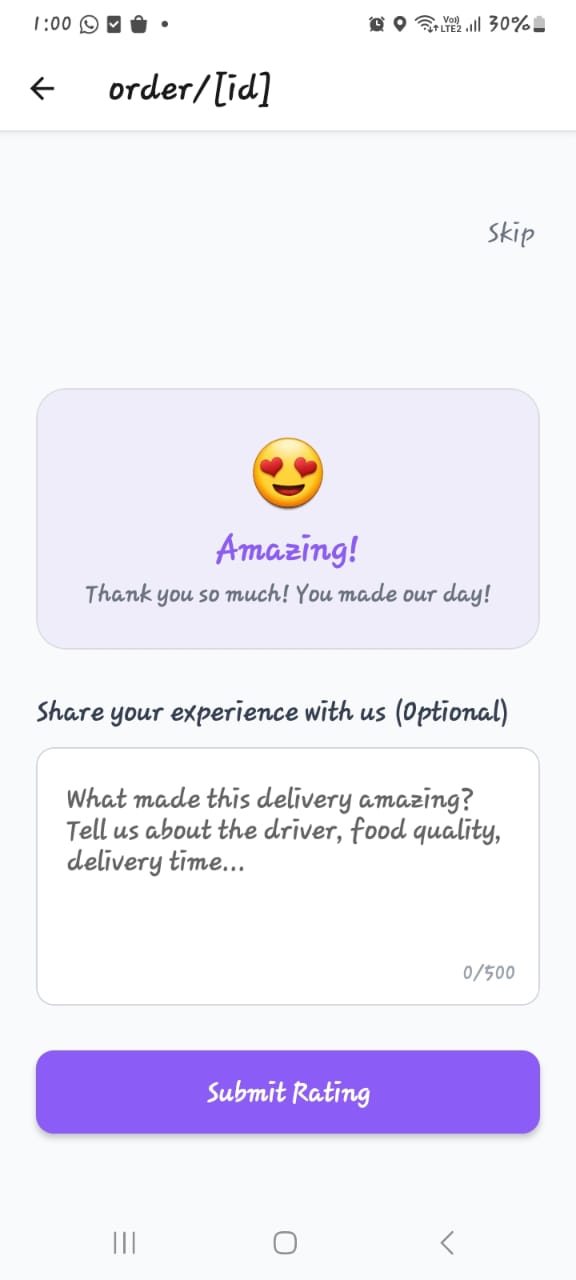 1:00
Vo)) LTE2 30%
order/[id]
Skip
Amazing!
Thank you so much! You made our day!
Share your experience with us (Optional)
What made this delivery amazing?
Tell us about the driver, food quality,
delivery time...
0/500
Submit Rating